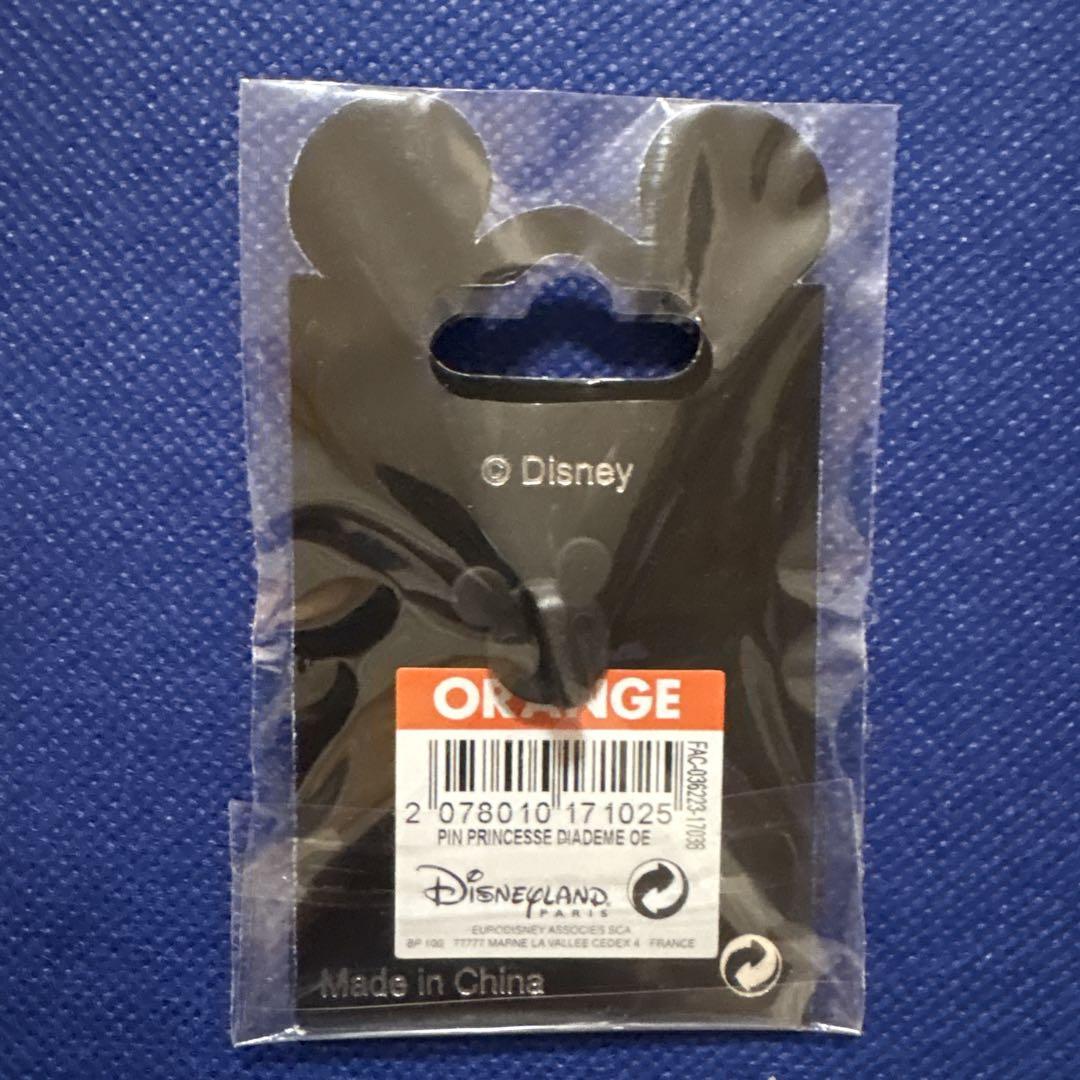 © Disney
ORANGE
2 078010 171025
FAC-036223-17038
PIN PRINCESSE DIADEME OE
Disneyland
PARIS
EURODISNEY ASSOCIES SCA
BP 100 77777 MARNE LA VALLEE CEDEX 4 FRANCE
Made in China